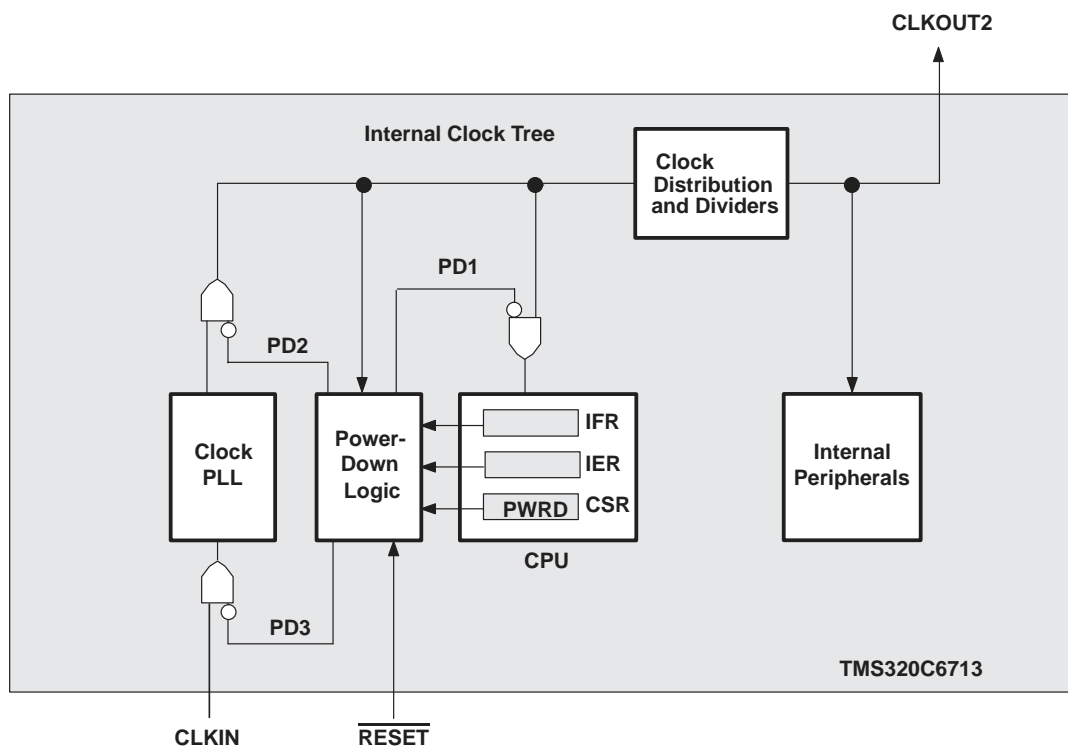 CLKOUT2
Internal Clock Tree
Clock
Distribution
and Dividers
PD1
PD2
Clock
PLL
Power-
Down
Logic
IFR
IER
PWRD
CSR
CPU
Internal
Peripherals
PD3
TMS320C6713
CLKIN
RESET